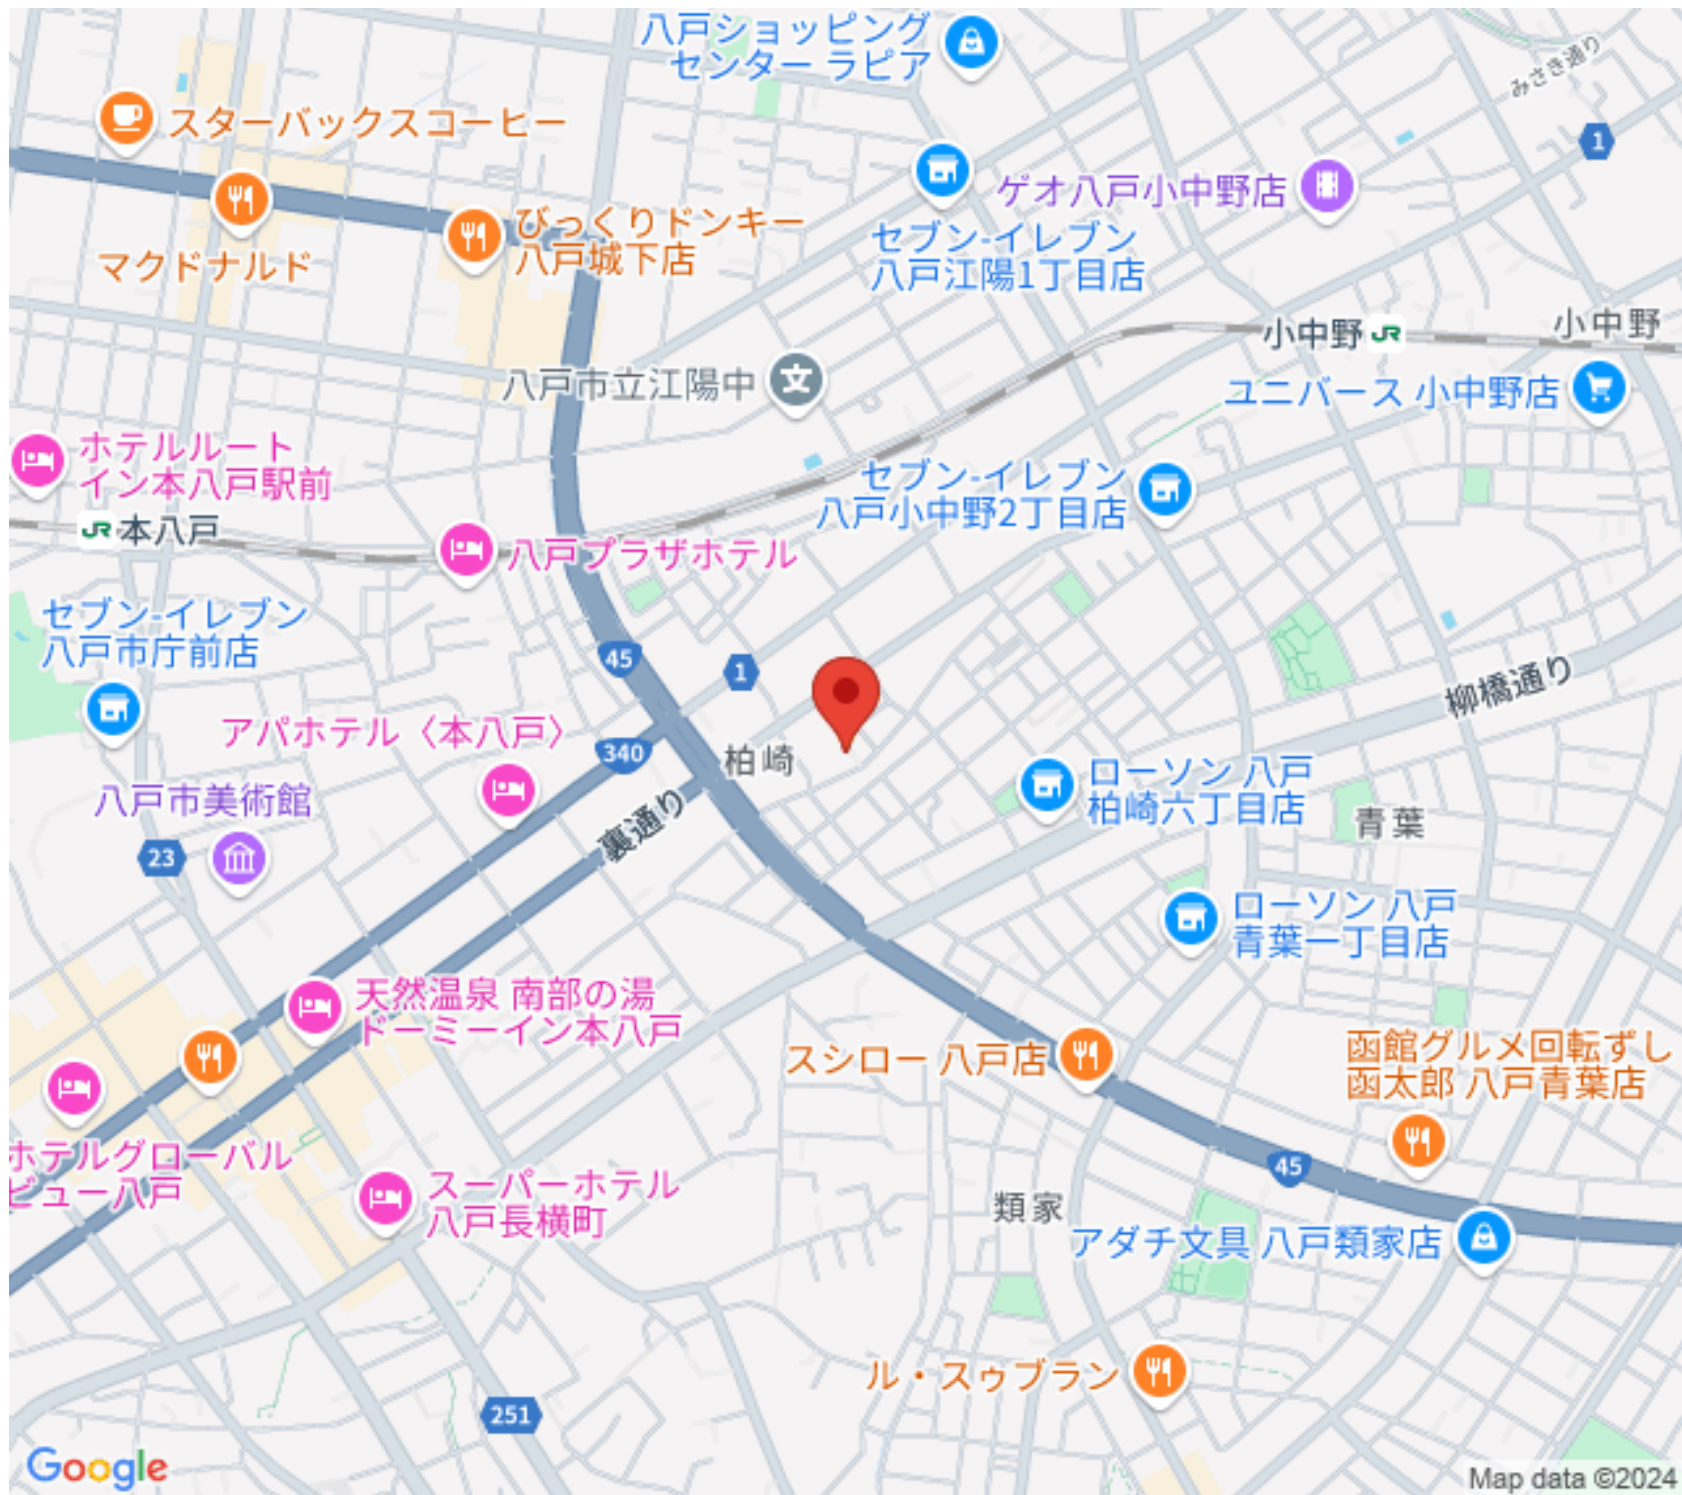 八戸ショッピング
センター ラピア
みさき通り
スターバックスコーヒー
1
ゲオ八戸小中野店
びっくりドンキー
八戸城下店
セブン-イレブン
八戸江陽1丁目店
マクドナルド
小中野
JR
小中野
八戸市立江陽中
文
ユニバース 小中野店
ホテルルート
イン本八戸駅前
セブン-イレブン
八戸小中野2丁目店
JR
本八戸
八戸プラザホテル
セブン-イレブン
八戸市庁前店
45
1
柳橋通り
アパホテル〈本八戸〉
340
柏崎
ローソン 八戸
柏崎六丁目店
八戸市美術館
裏通り
青葉
23
ローソン 八戸
青葉一丁目店
天然温泉 南部の湯
ドーミーイン本八戸
スシロー 八戸店
函館グルメ回転ずし
函太郎 八戸青葉店
ホテルグローバル
ビュー八戸
スーパーホテル
八戸長横町
45
類家
アダチ文具 八戸類家店
ル・スゥブラン
251
Google
Map data ©2024